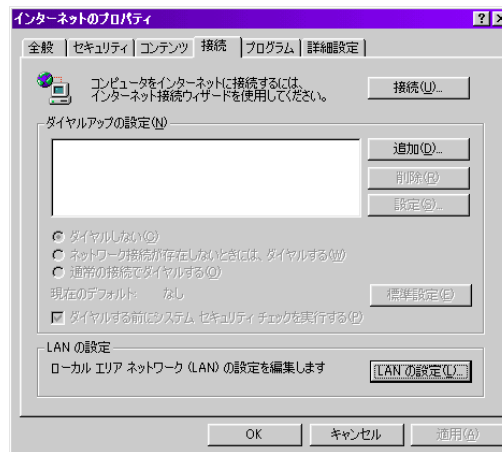 インターネットのプロパティ
全般 セキュリティ コンテンツ 接続 プログラム 詳細設定
コンピュータをインターネットに接続するには、
インターネット接続ウィザードを使用してください。
接続(U)...
ダイヤルアップの設定(N)
追加(D)...
削除(R)
設定(S)...
ダイヤルしない(C)
ネットワーク接続が存在しないときには、ダイヤルする(W)
通常の接続でダイヤルする(O)
現在のデフォルト: なし
標準設定(E)
ダイヤルする前にシステム セキュリティ チェックを実行する(P)
LAN の設定
ローカル エリア ネットワーク (LAN) の設定を編集します
LAN の設定(L)...
OK キャンセル 適用(A)